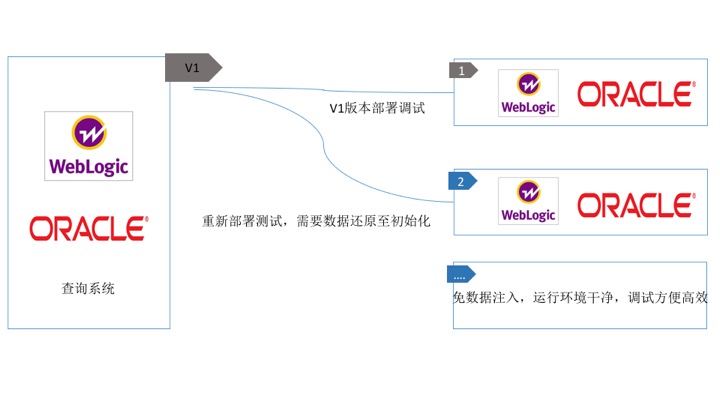 V1
WebLogic
ORACLE®
查询系统
V1版本部署调试
重新部署测试，需要数据还原至初始化
1
WebLogic
ORACLE®
2
WebLogic
ORACLE®
....
免数据注入，运行环境干净，调试方便高效